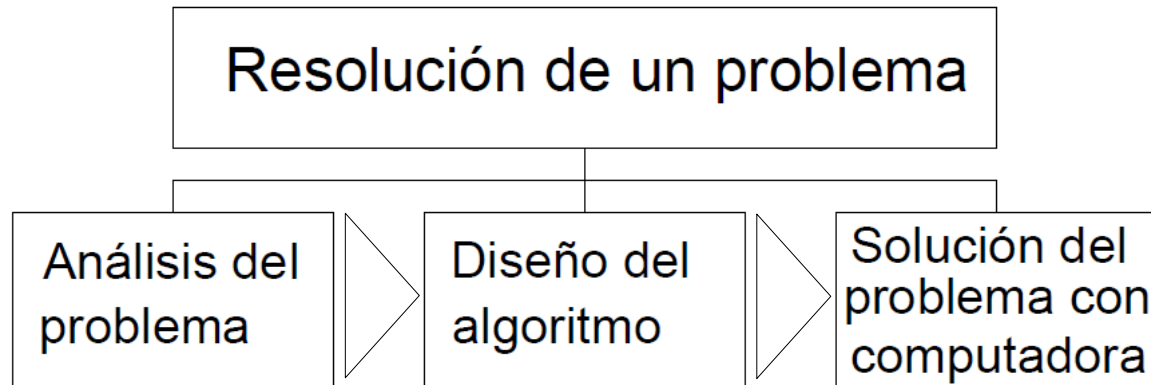 Resolución de un problema
Análisis del
problema
Diseño del
algoritmo
Solución del
problema con
computadora